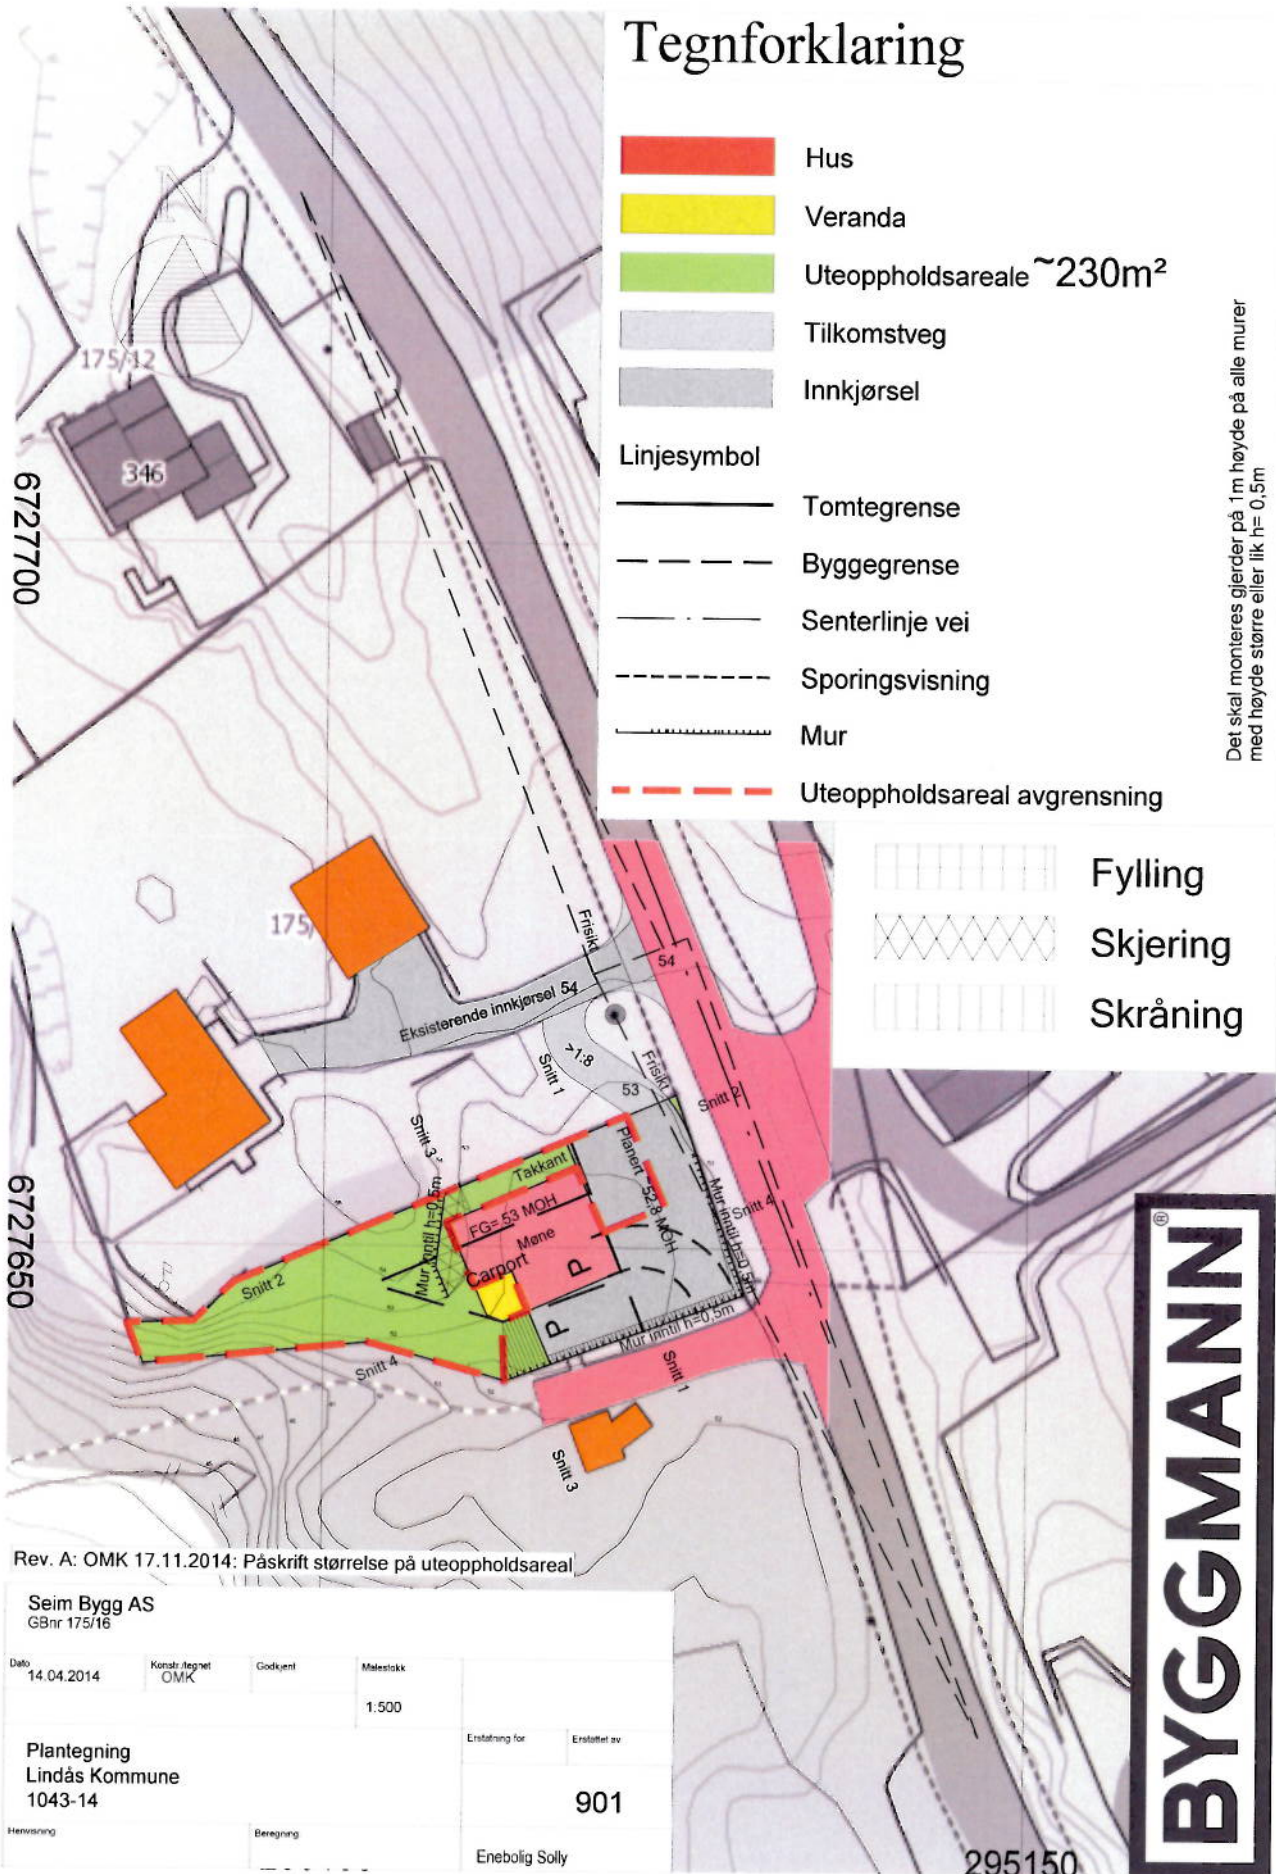 Tegnforklaring
Hus
Veranda
Uteoppholdsareale ~230m²
Tilkomstveg
Innkjørsel
Linjesymbol
Tomtegrense
Byggegrense
Senterlinje vei
Sporingsvisning
Mur
Uteoppholdsareal avgrensning
Det skal monteres gjerder på 1m høyde på alle murer
med høyde større eller lik h= 0,5m
Fylling
Skjering
Skråning
N
175/12
346
6727700
175/
Frisikt
54
Eksisterende innkjørsel 54
>1:8
Snitt 1
Frisikt
53
Snitt 2
Snitt 3
Takkant
Planert ~52.8 MOH
Mur inntil h=0,5m
Snitt 4
FG= 53 MOH
Møne
Mur inntil h=0,5m
Carport
P
P
Snitt 2
Mur inntil h=0,5m
Snitt 4
Snitt 1
Snitt 3
6727650
Rev. A: OMK 17.11.2014: Påskrift størrelse på uteoppholdsareal
Seim Bygg AS
GBnr 175/16
Dato
14.04.2014
Konstr./tegnet
OMK
Godkjent
Målestokk
1:500
Plantegning
Lindås Kommune
1043-14
Erstatning for
Erstattet av
901
Henvisning
Beregning
Enebolig Solly
295150
BYGGMANN®